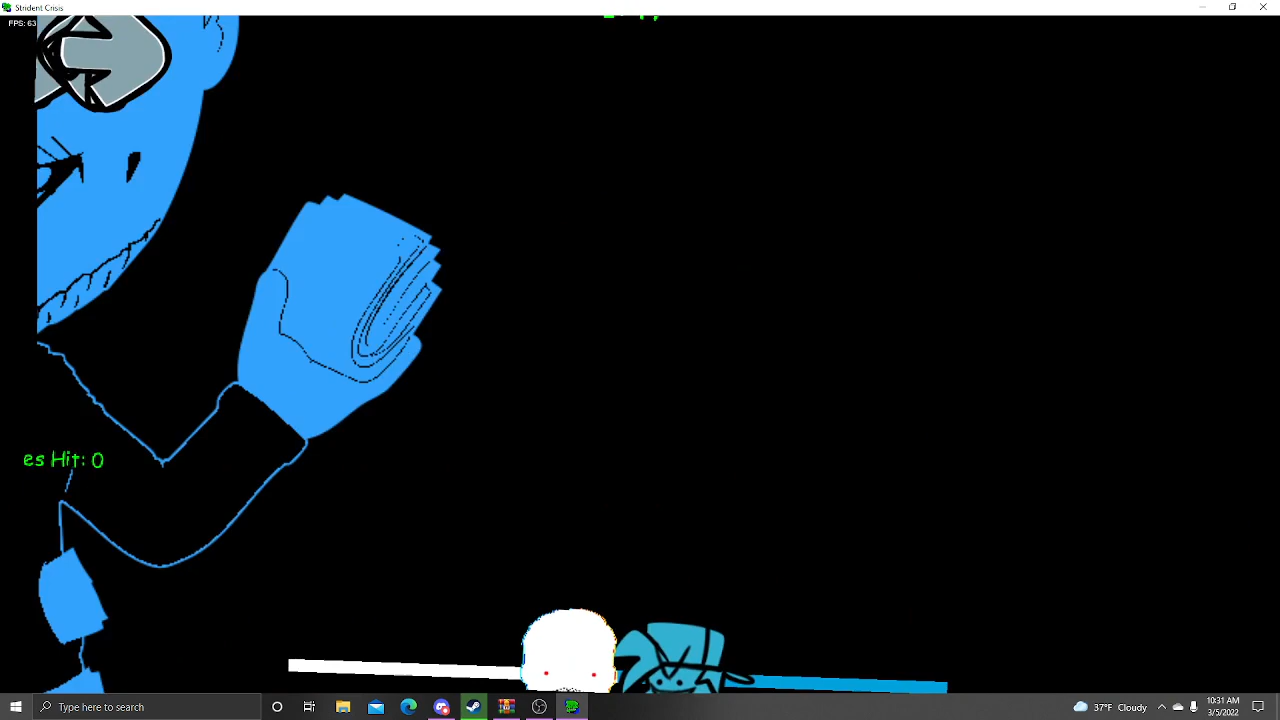 Strident Crisis
FPS: 63
es Hit: 0
Type here to search
37°F Cloudy
10:31 AM
3/5/2022